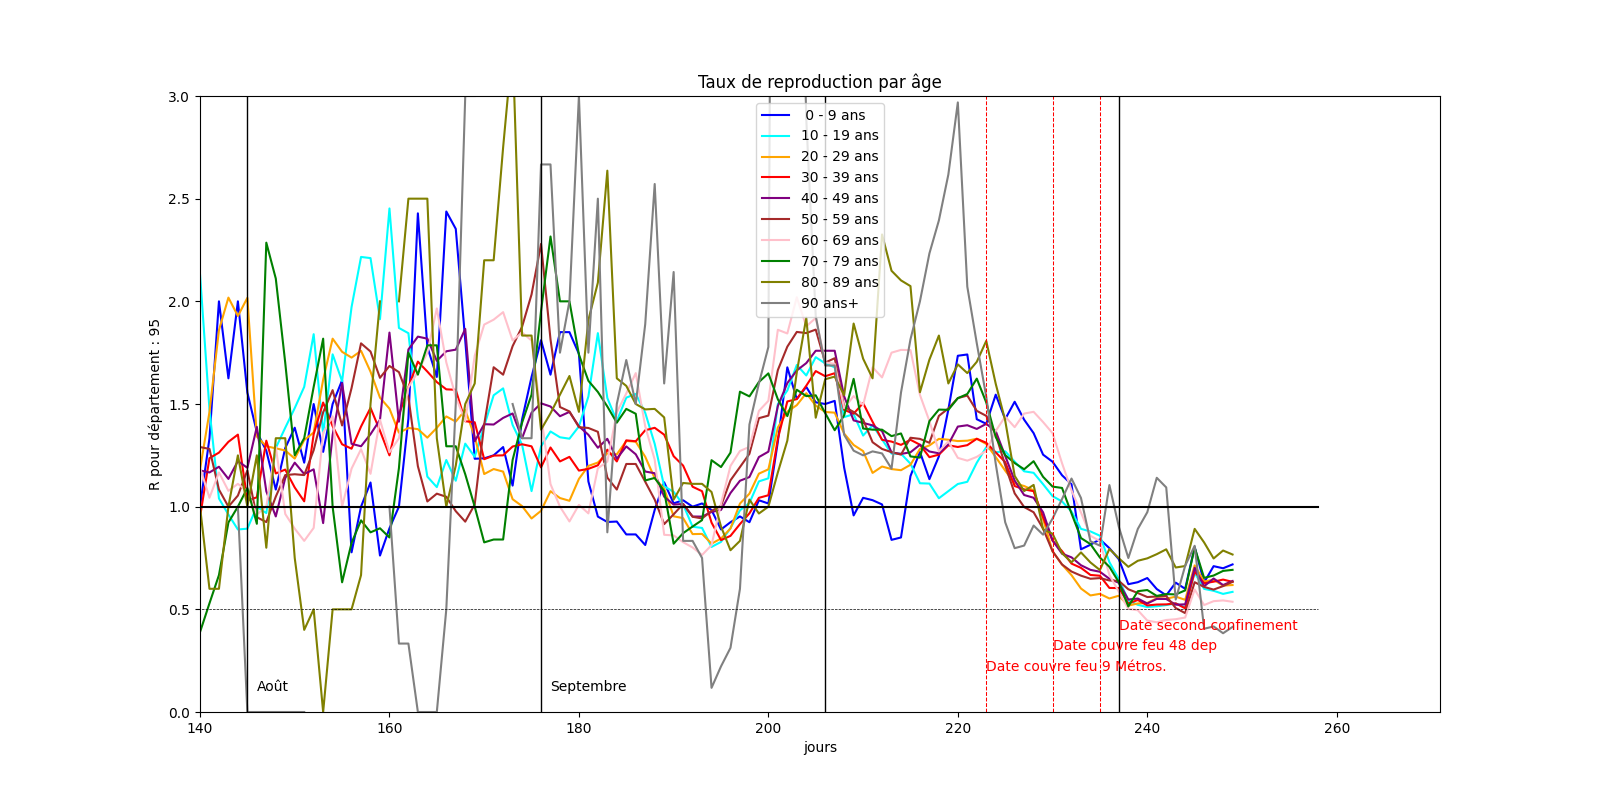 Taux de reproduction par âge
R pour département : 95
3.0
2.5
2.0
1.5
1.0
0.5
0.0
0 - 9 ans
10 - 19 ans
20 - 29 ans
30 - 39 ans
40 - 49 ans
50 - 59 ans
60 - 69 ans
70 - 79 ans
80 - 89 ans
90 ans+
Date second confinement
Date couvre feu 48 dep
Date couvre feu 9 Métros.
Août
Septembre
140 160 180 200 220 240 260
jours